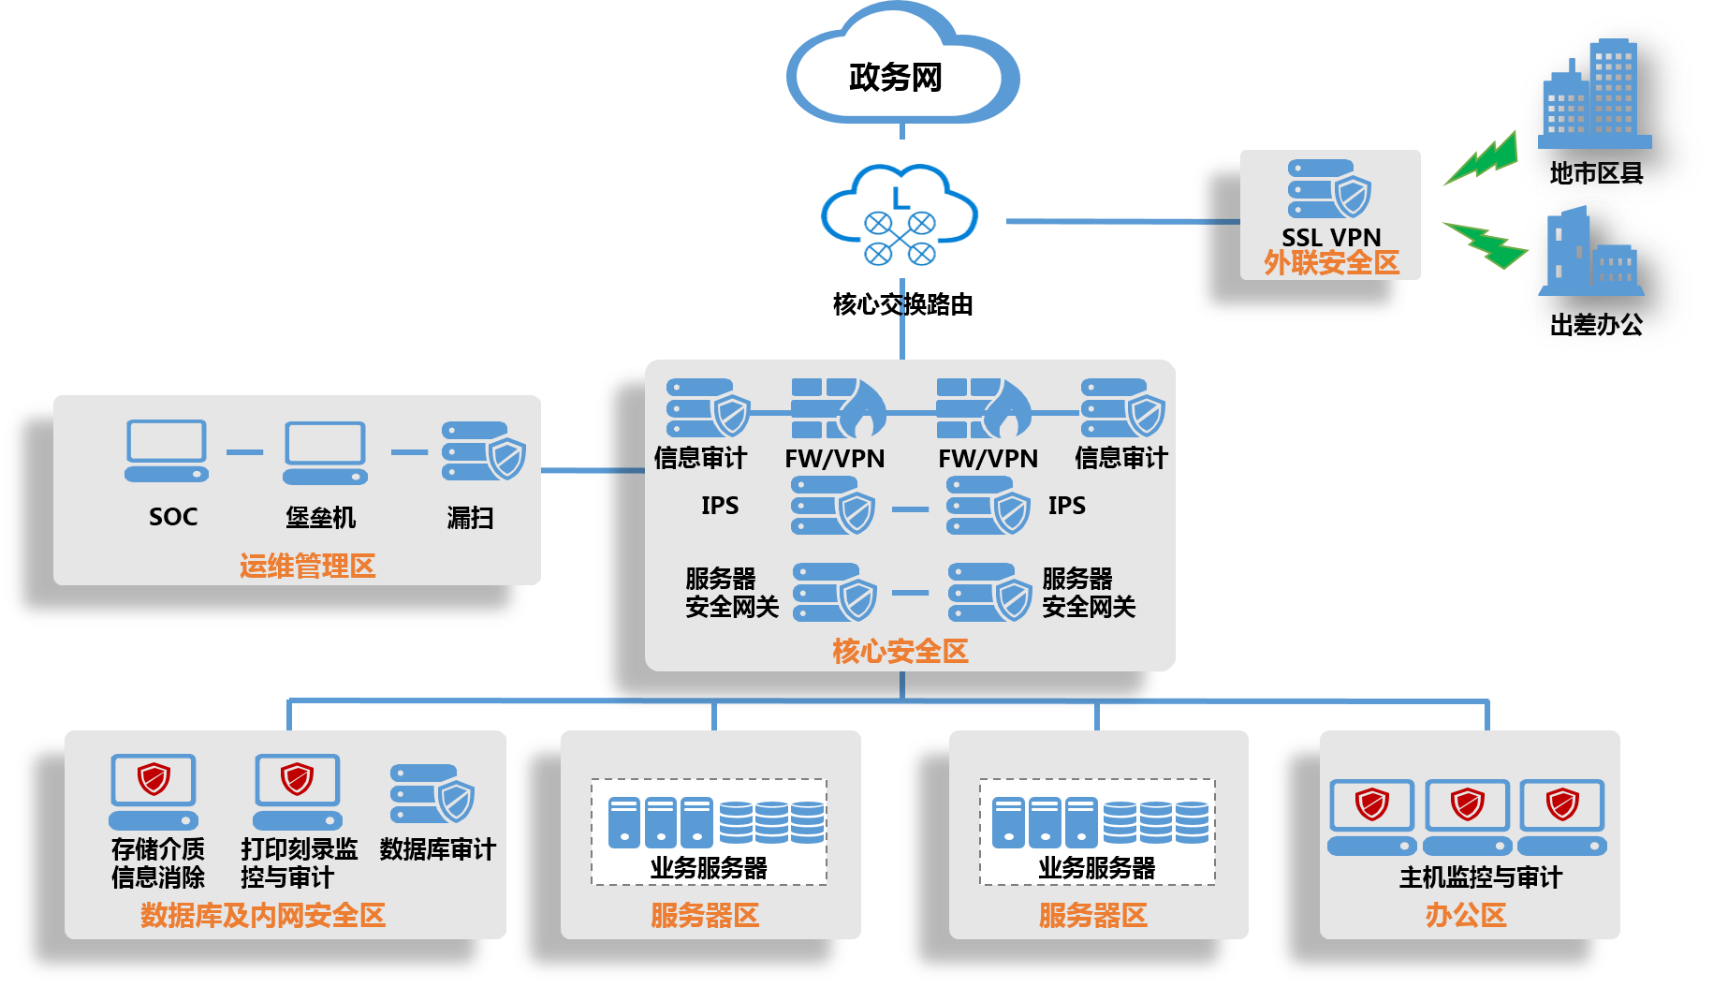 政务网
L
地市区县
SSL VPN
外联安全区
核心交换路由
出差办公
信息审计
FW/VPN
FW/VPN
信息审计
IPS
IPS
SOC
堡垒机
漏扫
运维管理区
服务器
安全网关
服务器
安全网关
核心安全区
存储介质
信息消除
打印刻录监
控与审计
数据库审计
数据库及内网安全区
业务服务器
服务器区
业务服务器
服务器区
主机监控与审计
办公区